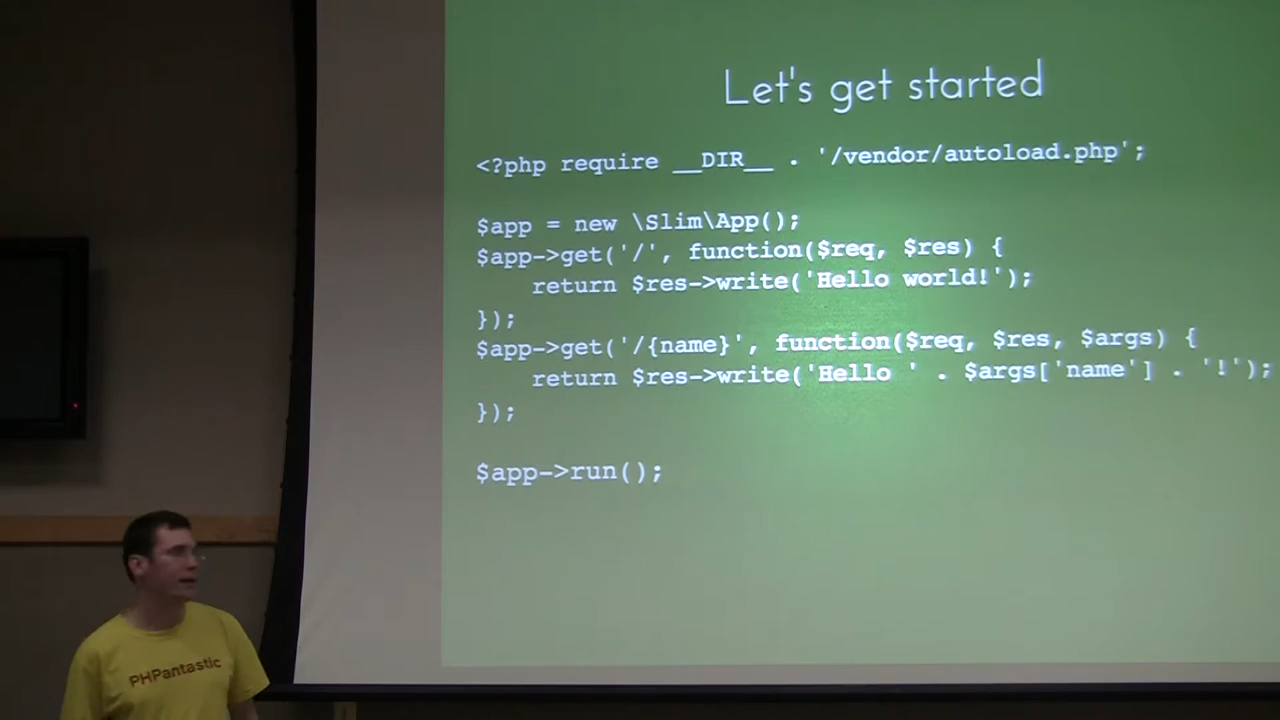 Let's get started
<?php require __DIR__ . '/vendor/autoload.php';
$app = new \Slim\App();
$app->get('/', function($req, $res) {
    return $res->write('Hello world!');
});
$app->get('/{name}', function($req, $res, $args) {
    return $res->write('Hello ' . $args['name'] . '!');
});
$app->run();
PHPantastic